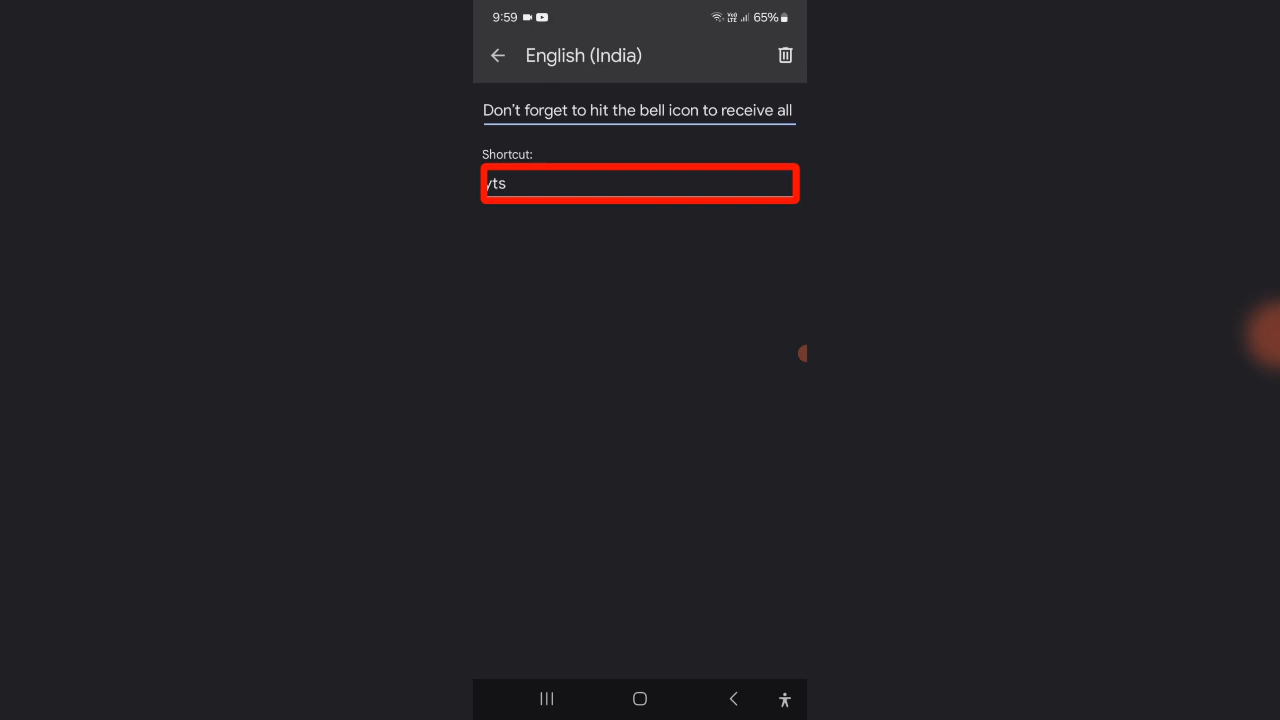 9:59 65%
English (India)
Don't forget to hit the bell icon to receive all
Shortcut:
yts